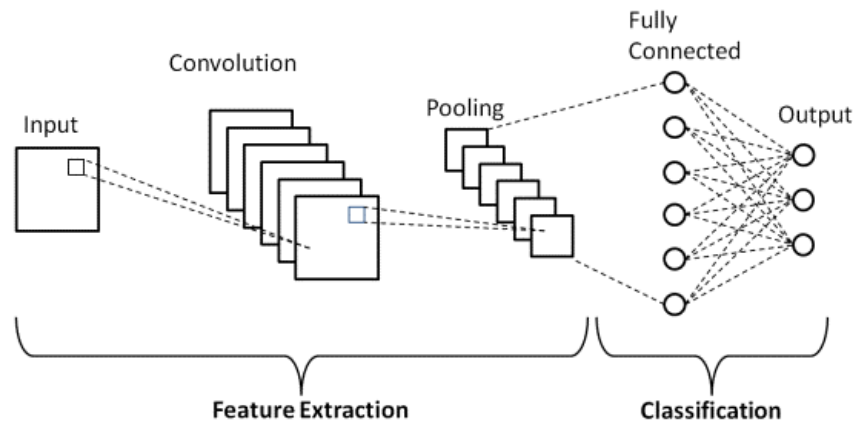 Fully
Connected
Convolution
Pooling
Input
Output
Feature Extraction
Classification